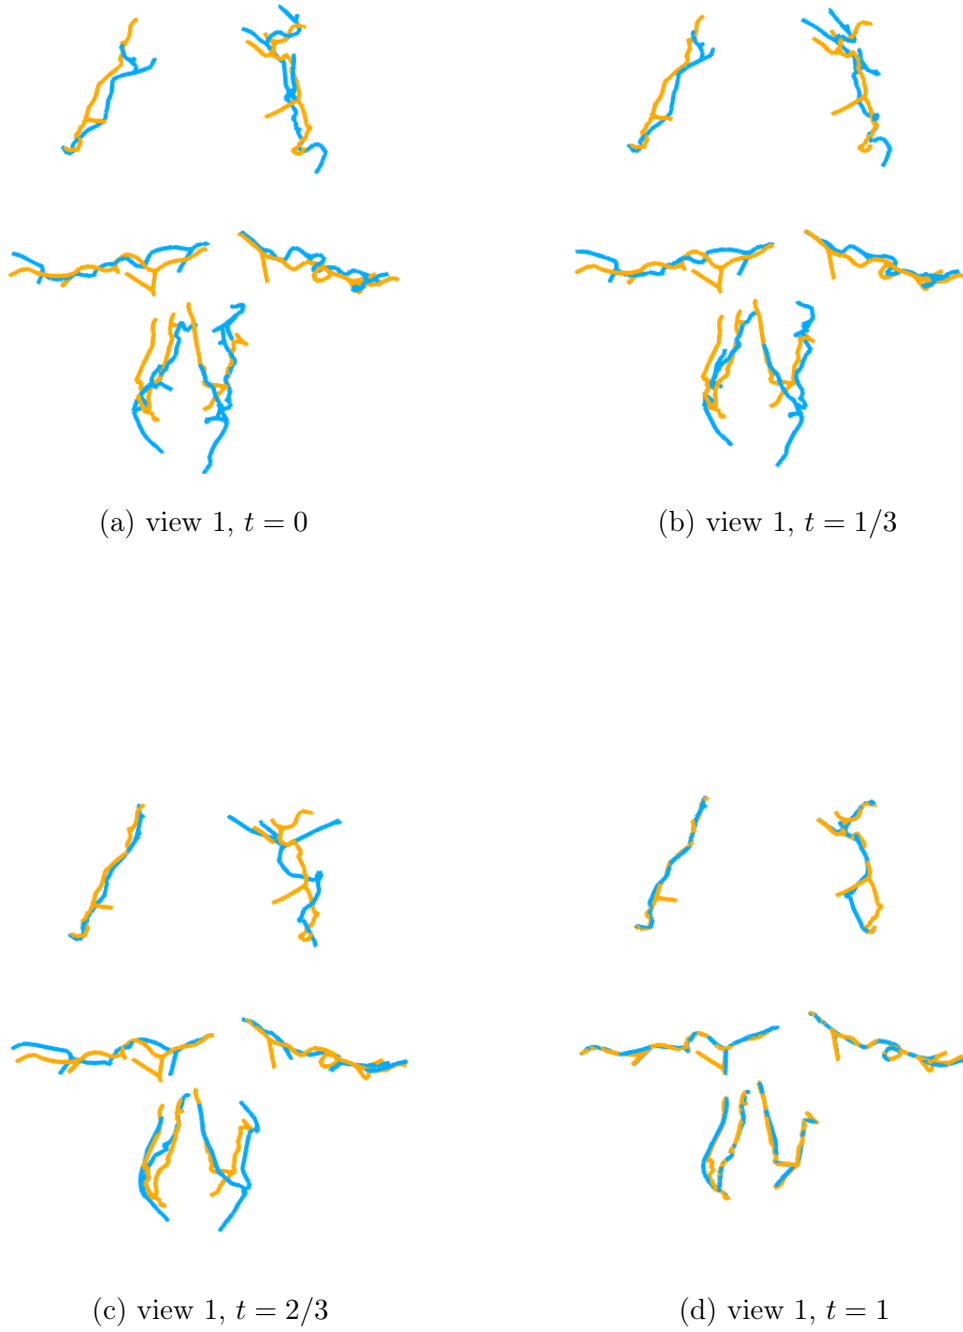 (a) view 1, t = 0
(b) view 1, t = 1/3
(c) view 1, t = 2/3
(d) view 1, t = 1